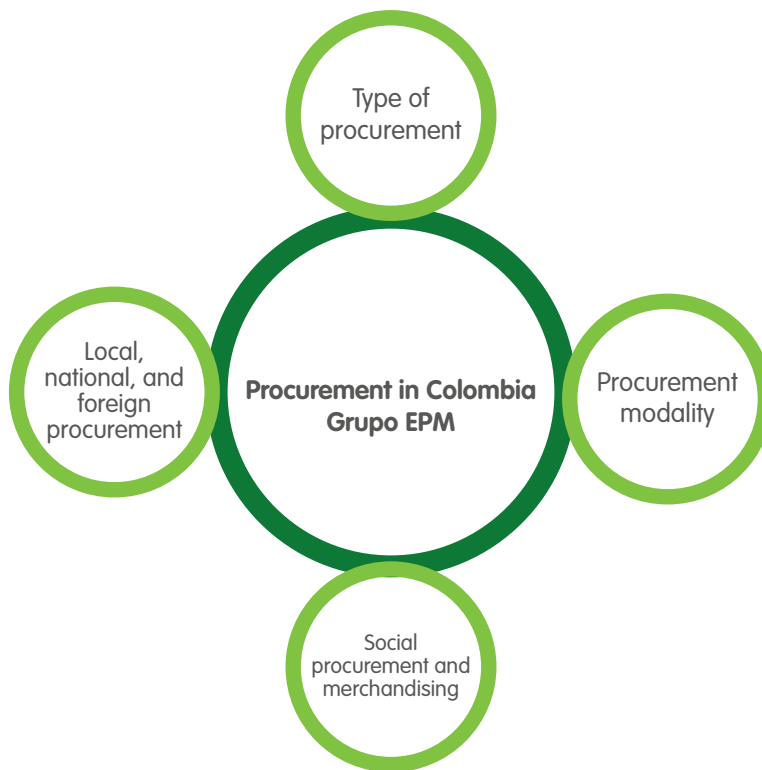 Type of
procurement
Local,
national, and
foreign
procurement
Procurement in Colombia
Grupo EPM
Procurement
modality
Social
procurement and
merchandising